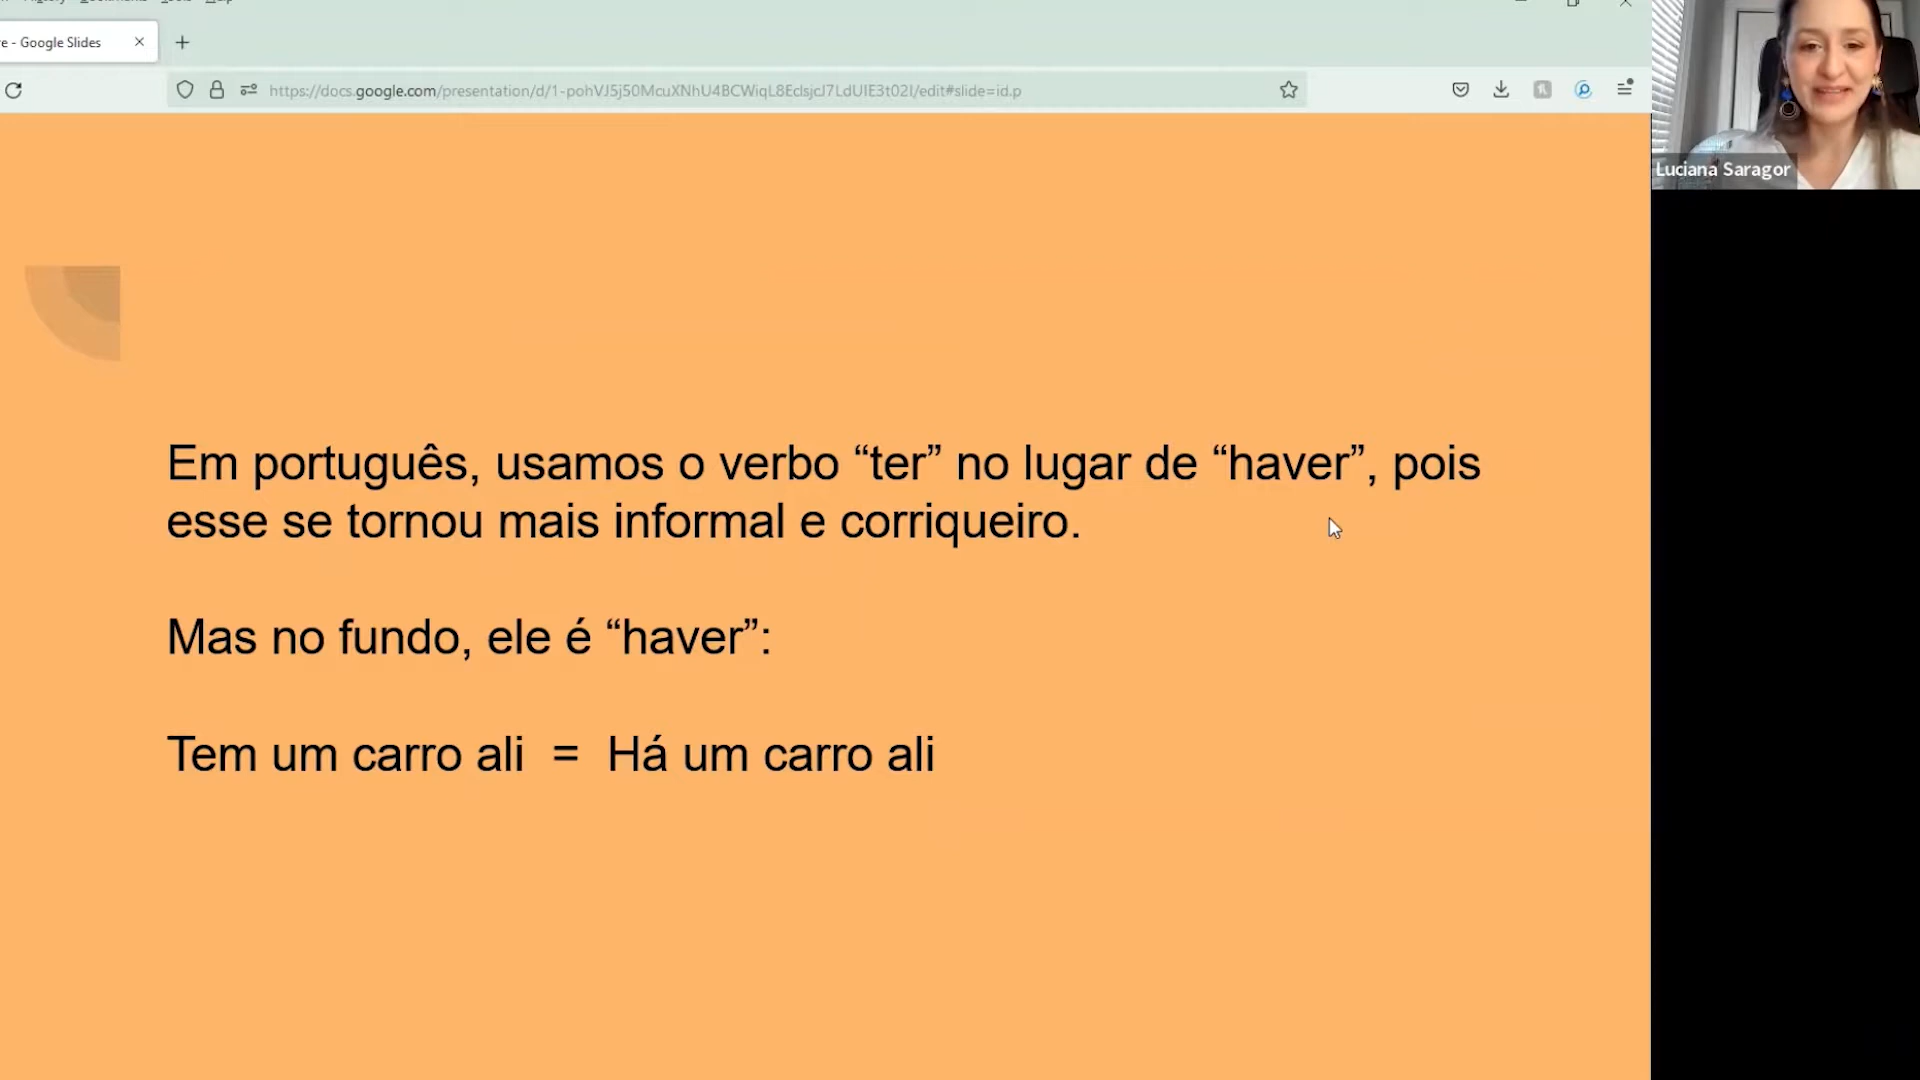 e - Google Slides
https://docs.google.com/presentation/d/1-pohVJ5j50McuXNhU4BCWiqL8EclsjcJ7LdUIE3t02I/edit#slide=id.p
Luciana Saragor
Em português, usamos o verbo “ter” no lugar de “haver”, pois
esse se tornou mais informal e corriqueiro.
Mas no fundo, ele é “haver”:
Tem um carro ali = Há um carro ali